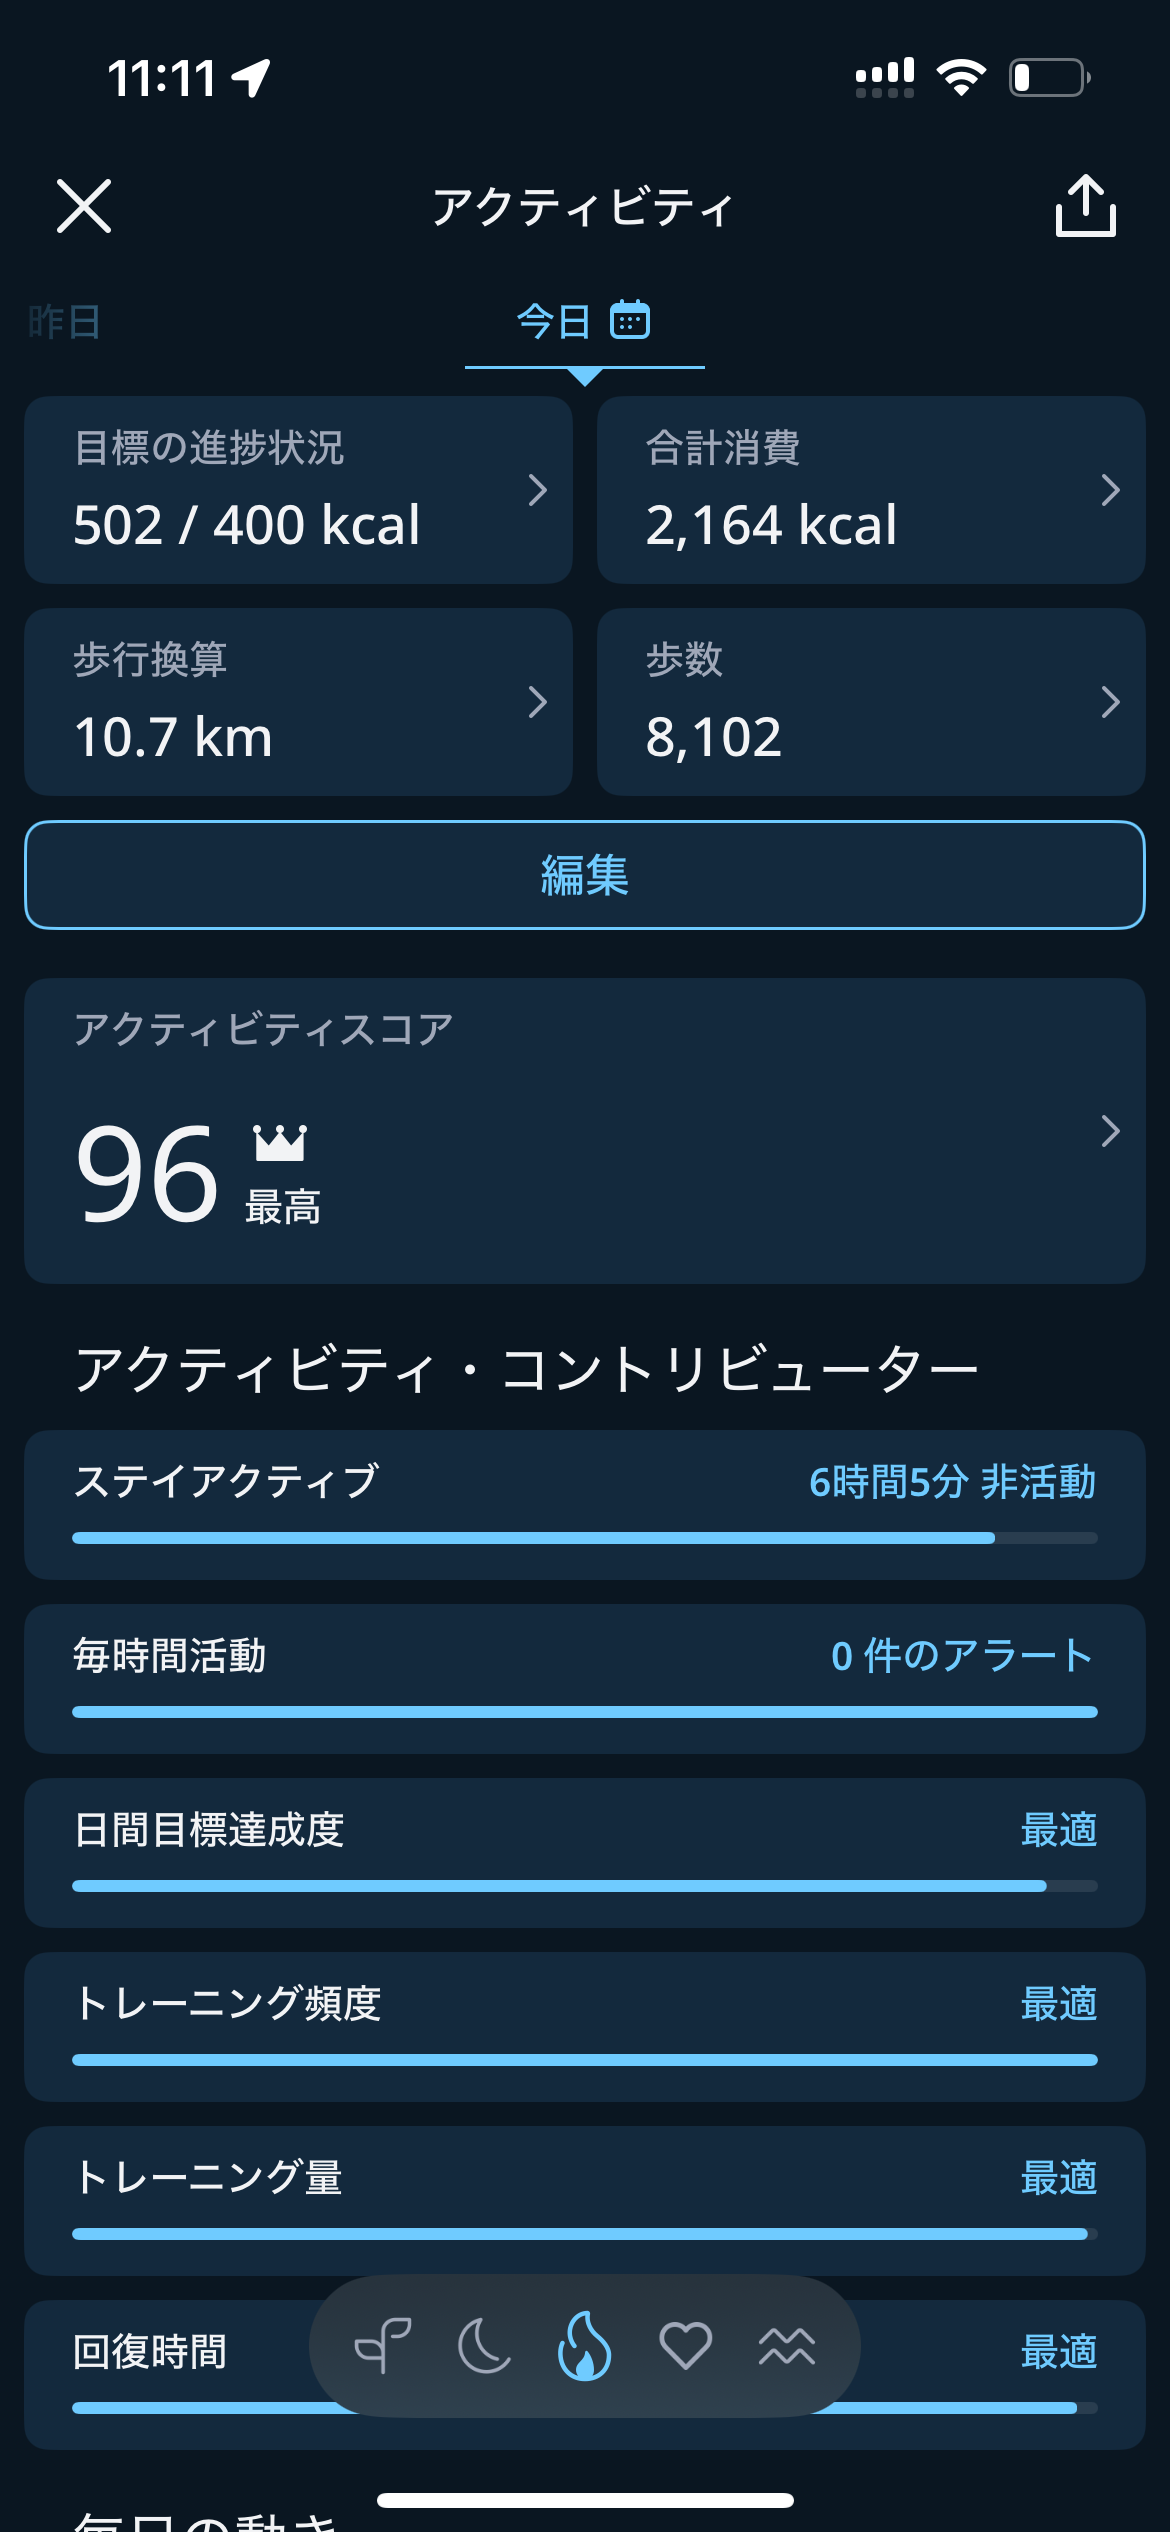 11:11
アクティビティ
昨日
今日
目標の進捗状況
502 / 400 kcal
合計消費
2,164 kcal
歩行換算
10.7 km
歩数
8,102
編集
アクティビティスコア
96
最高
アクティビティ・コントリビューター
ステイアクティブ
6時間5分 非活動
毎時間活動
0 件のアラート
日間目標達成度
最適
トレーニング頻度
最適
トレーニング量
最適
回復時間
最適
毎日の動き